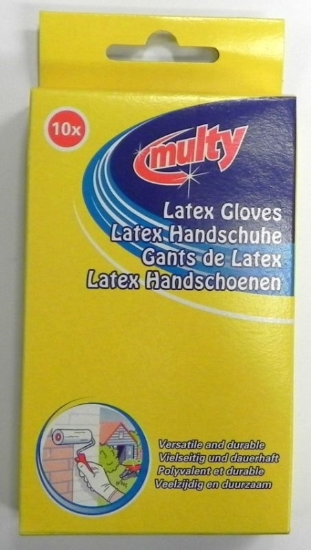 10x
multy
Latex Gloves
Latex Handschuhe
Gants de Latex
Latex Handschoenen
Versatile and durable
Vielseitig und dauerhaft
Polyvalent et durable
Veelzijdig en duurzaam